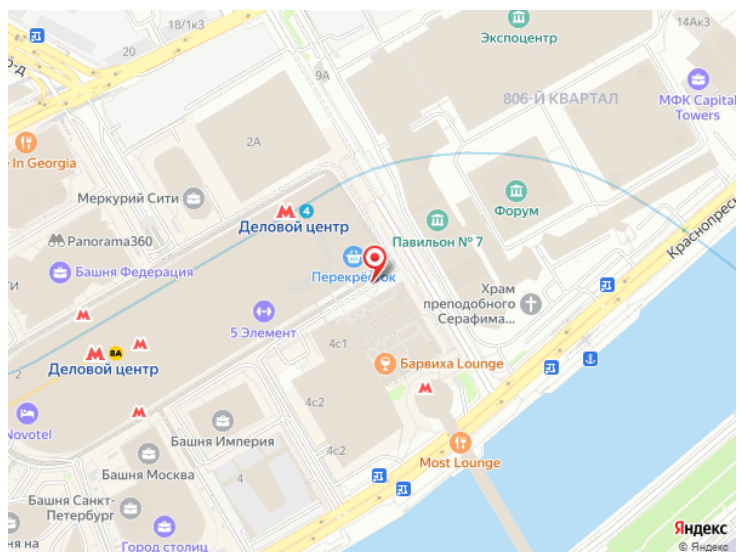 18/1к3
20
9А
Экспоцентр
14Ак3
806-Й КВАРТАЛ
МФК Capital
Towers
2А
In Georgia
Меркурий Сити
4
Деловой центр
Форум
Павильон № 7
Краснопресн
Panorama360
Башня Федерация
Перекрёсток
Храм
преподобного
Серафима...
5 Элемент
4с1
8А
Деловой центр
2
Барвиха Lounge
4с2
Novotel
Башня Империя
4с2
Most Lounge
Башня Москва
4
Башня Санкт-
Петербург
Город столиц
Яндекс
© Яндекс